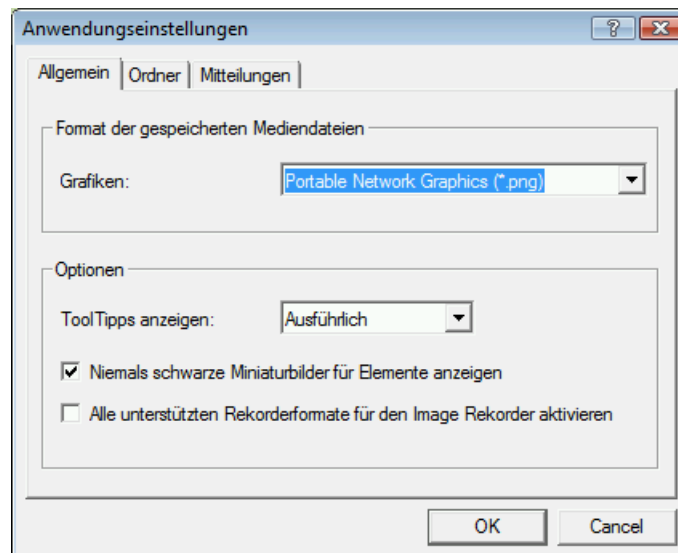 Anwendungseinstellungen
Allgemein Ordner Mitteilungen
Format der gespeicherten Mediendateien
Grafiken: Portable Network Graphics (*.png)
Optionen
ToolTipps anzeigen: Ausführlich
Niemals schwarze Miniaturbilder für Elemente anzeigen
Alle unterstützten Rekorderformate für den Image Rekorder aktivieren
OK Cancel